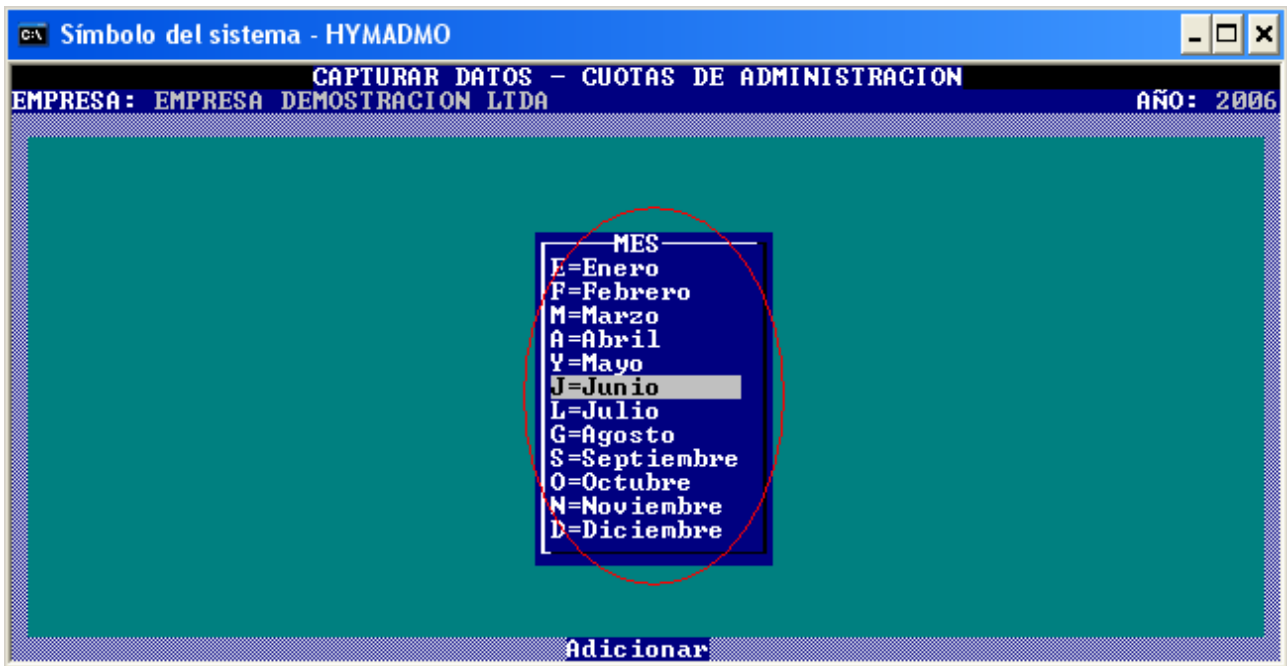 Símbolo del sistema - HYMADMO
CAPTURAR DATOS - CUOTAS DE ADMINISTRACION
EMPRESA: EMPRESA DEMOSTRACION LTDA AÑO: 2006
MES
E=Enero
F=Febrero
M=Marzo
A=Abril
Y=Mayo
J=Junio
L=Julio
G=Agosto
S=Septiembre
O=Octubre
N=Noviembre
D=Diciembre
Adicionar